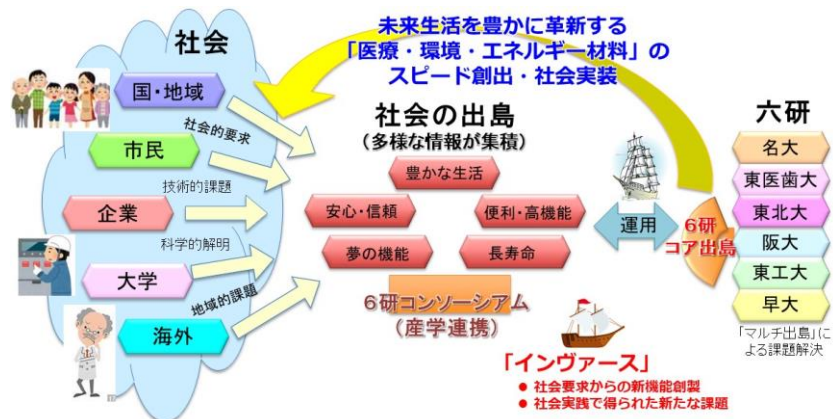 未来生活を豊かに革新する
「医療・環境・エネルギー材料」の
スピード創出・社会実装
社会
国・地域
市民
企業
大学
海外
社会的要求
技術的課題
科学的解明
地域的課題
社会の出島
(多様な情報が集積)
豊かな生活
安心・信頼
便利・高機能
夢の機能
長寿命
6研コンソーシアム
(産学連携)
運用
6研
コア出島
「インヴァース」
● 社会要求からの新機能創製
● 社会実践で得られた新たな課題
六研
名大
東医歯大
東北大
阪大
東工大
早大
「マルチ出島」に
よる課題解決